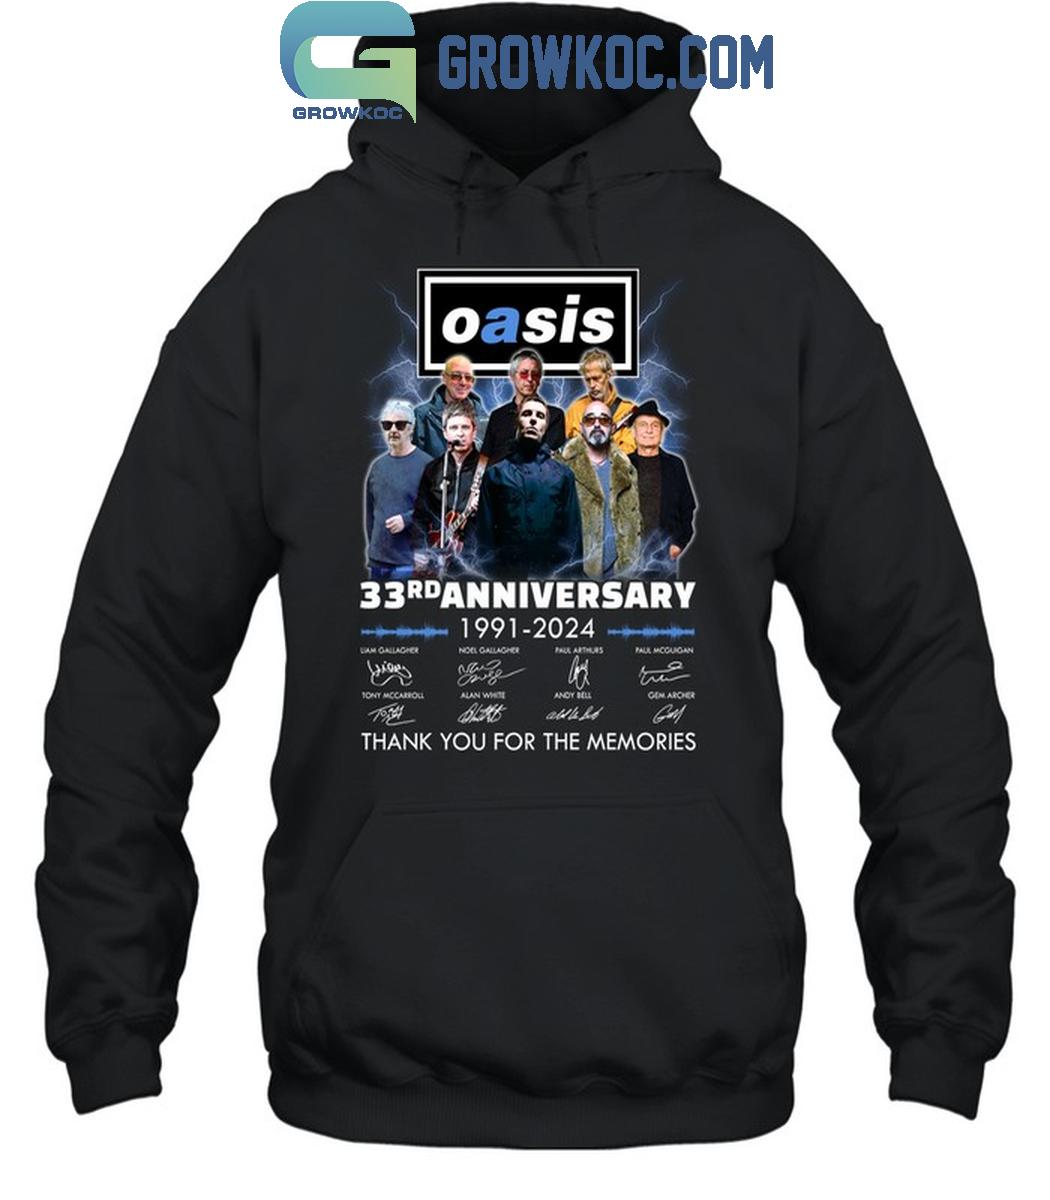 GROWKOC
GROWKOC.COM
oasis
33RD ANNIVERSARY
1991-2024
LIAM GALLAGHER NOEL GALLAGHER PAUL ARTHURS PAUL MCGUIGAN
TONY MCCARROLL ALAN WHITE ANDY BELL GEM ARCHER
THANK YOU FOR THE MEMORIES